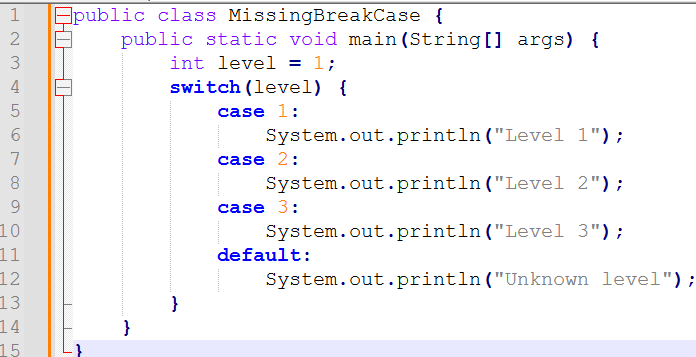 1 public class MissingBreakCase {
2     public static void main(String[] args) {
3         int level = 1;
4         switch(level) {
5             case 1:
6                 System.out.println("Level 1");
7             case 2:
8                 System.out.println("Level 2");
9             case 3:
10                 System.out.println("Level 3");
11             default:
12                 System.out.println("Unknown level");
13         }
14     }
15 }